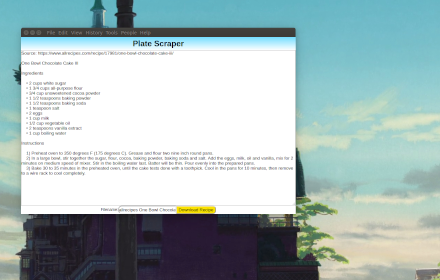 File Edit View History Tools People Help
Plate Scraper
Source: https://www.allrecipes.com/recipe/17981/one-bowl-chocolate-cake-iii/
One Bowl Chocolate Cake III
Ingredients
• 2 cups white sugar
• 1 3/4 cups all-purpose flour
• 3/4 cup unsweetened cocoa powder
• 1 1/2 teaspoons baking powder
• 1 1/2 teaspoons baking soda
• 1 teaspoon salt
• 2 eggs
• 1 cup milk
• 1/2 cup vegetable oil
• 2 teaspoons vanilla extract
• 1 cup boiling water
Instructions
1) Preheat oven to 350 degrees F (175 degrees C). Grease and flour two nine inch round pans.
2) In a large bowl, stir together the sugar, flour, cocoa, baking powder, baking soda and salt. Add the eggs, milk, oil and vanilla, mix for 2
minutes on medium speed of mixer. Stir in the boiling water last. Batter will be thin. Pour evenly into the prepared pans.
3) Bake 30 to 35 minutes in the preheated oven, until the cake tests done with a toothpick. Cool in the pans for 10 minutes, then remove
to a wire rack to cool completely.
Filename: allrecipes One Bowl Chocola Download Recipe